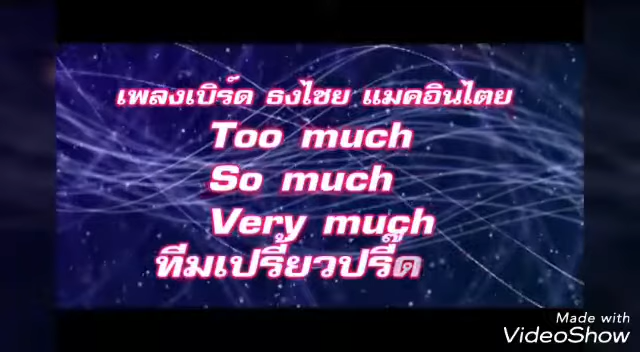 เพลงเบิร์ด ธงไชย แมคอินไตย
Too much
So much
Very much
ทีมเปรี้ยวปรี๊ด
Made with
VideoShow